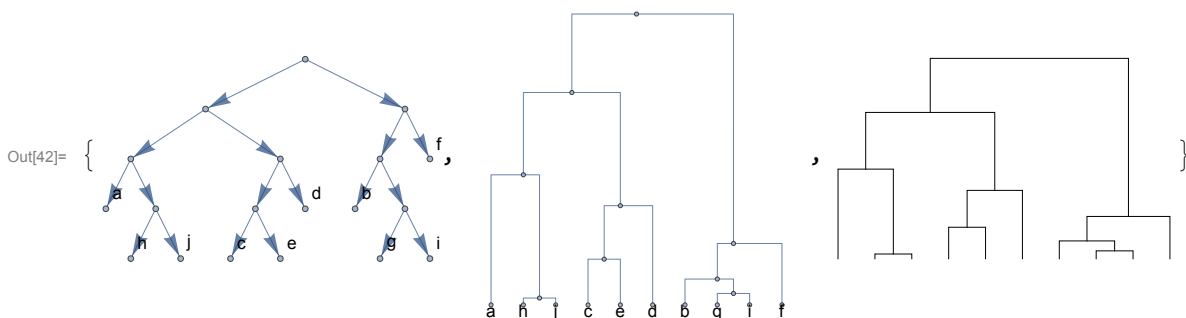 Out[42]= { , , }
f
a d b
h j c e g i
a h j c e d b g i f